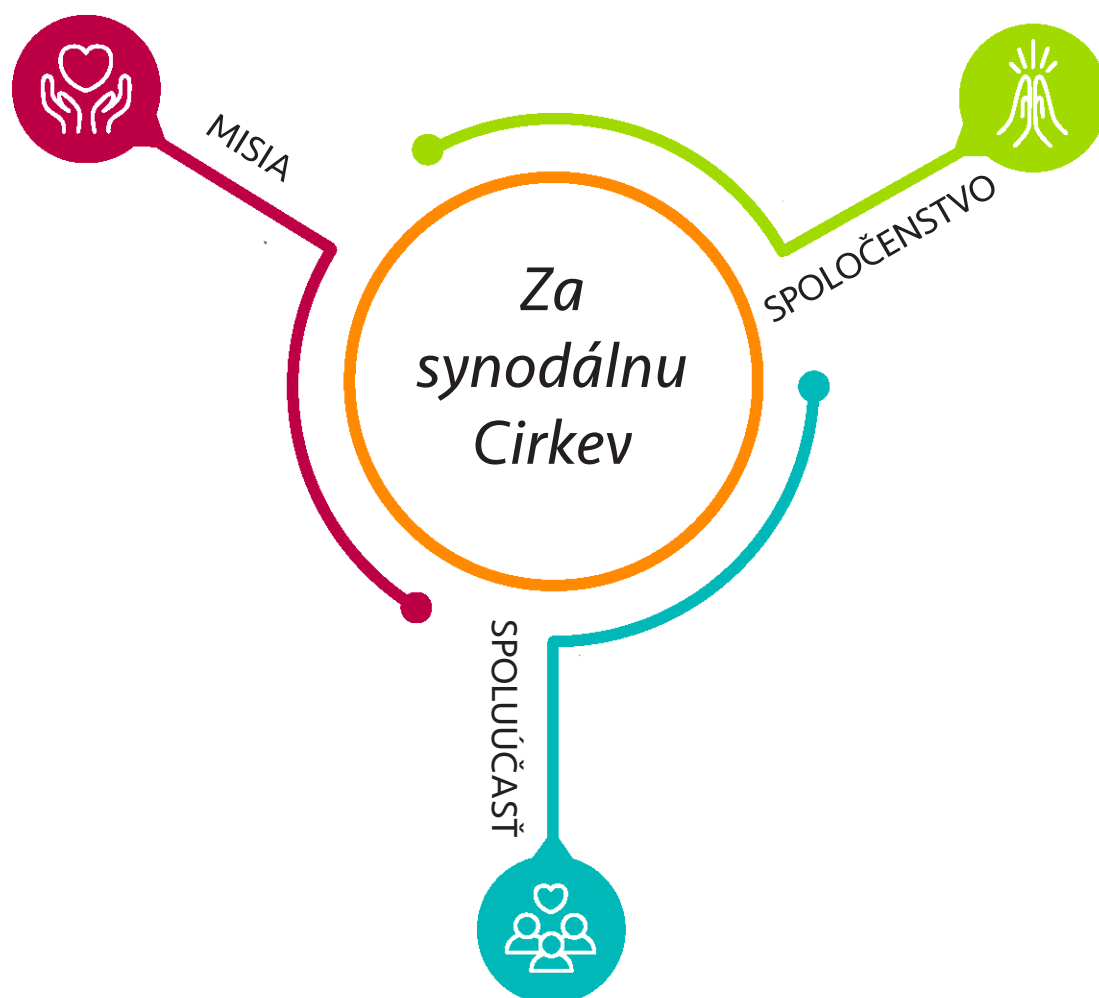 MISIA
SPOLOČENSTVO
Za
synodálnu
Cirkev
SPOLUÚČASŤ